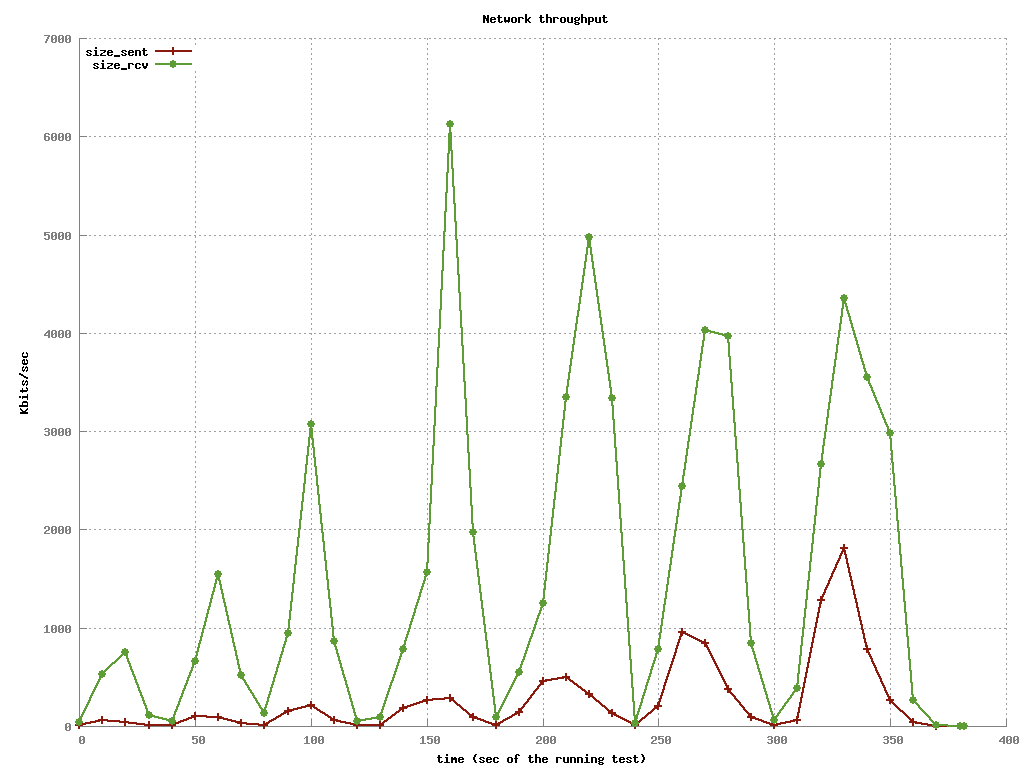 Network throughput
7000
size_sent
size_rcv
6000
5000
4000
Kbits/sec
3000
2000
1000
0
0 50 100 150 200 250 300 350 400
time (sec of the running test)